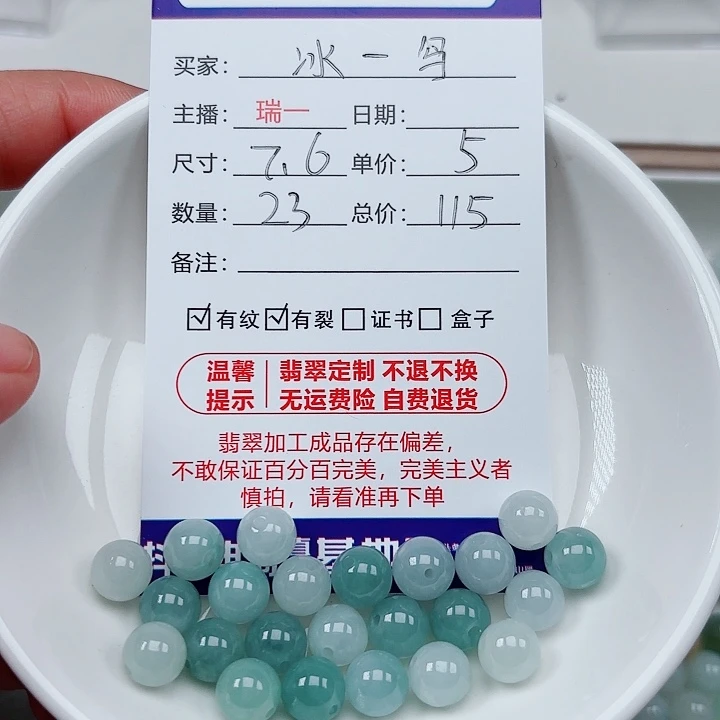 买家: 冰一
主播: 瑞一 日期:
尺寸: 7.6 单价: 5
数量: 23 总价: 115
备注:
☑有纹☑有裂☐证书☐盒子
温馨提示 翡翠定制 不退不换
无运费险 自费退货
翡翠加工成品存在偏差，
不敢保证百分百完美，完美主义者
慎拍，请看准再下单
基地